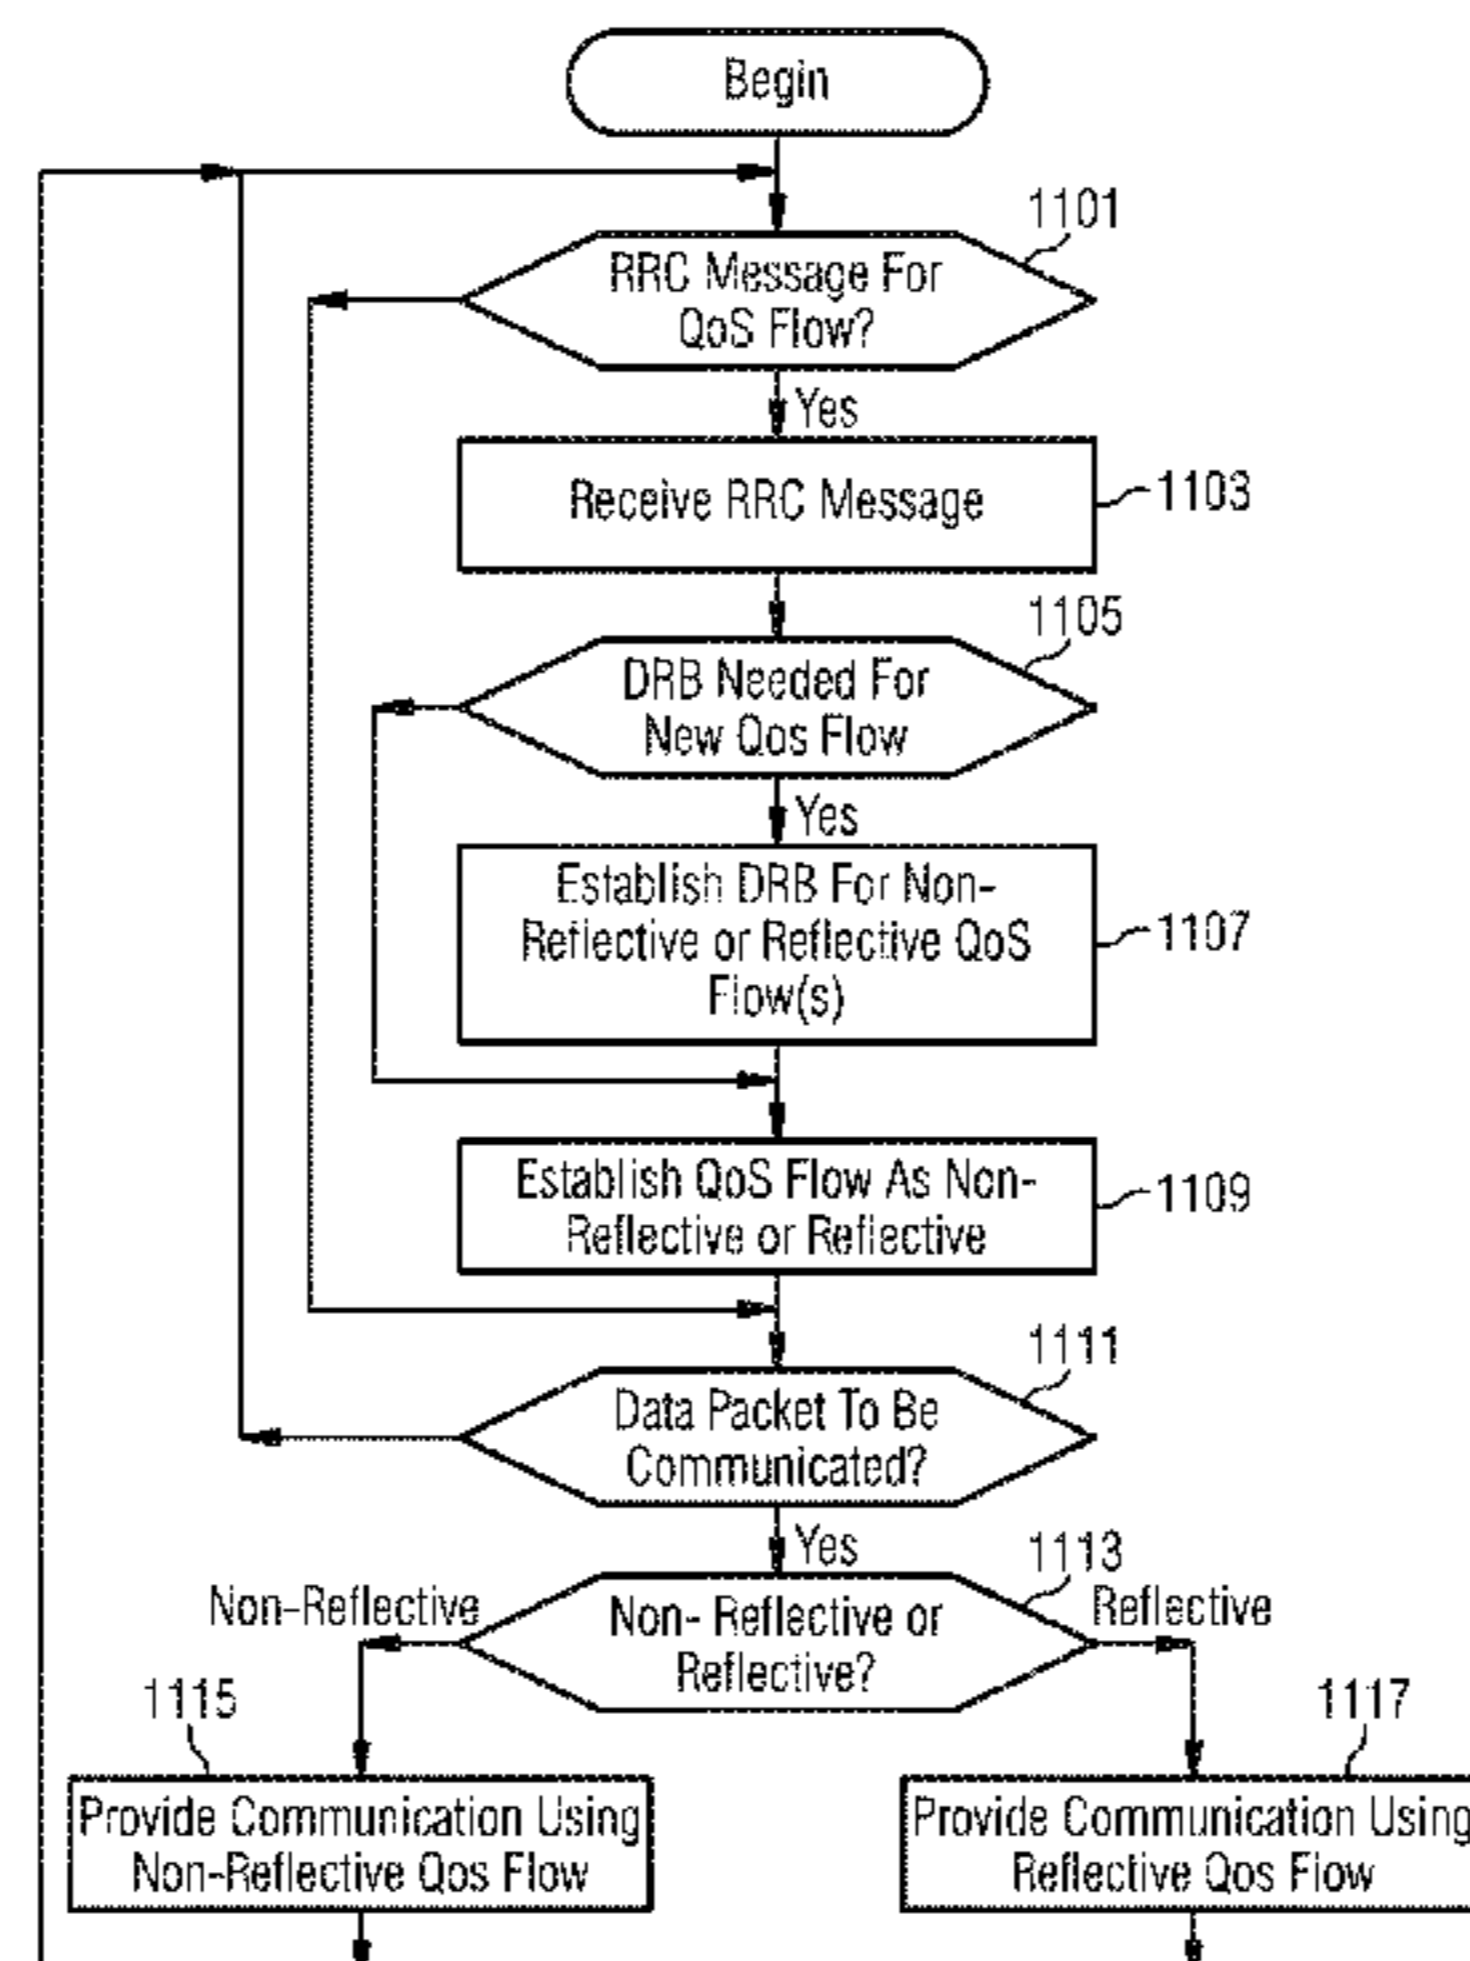 Begin
1101
RRC Message For
QoS Flow?
Yes
Receive RRC Message
1103
1105
DRB Needed For
New Qos Flow
Yes
Establish DRB For Non-
Reflective or Reflective QoS
Flow(s)
1107
Establish QoS Flow As Non-
Reflective or Reflective
1109
1111
Data Packet To Be
Communicated?
Yes
1113
Non-Reflective
Non- Reflective or
Reflective?
Reflective
1115
Provide Communication Using
Non-Reflective Qos Flow
1117
Provide Communication Using
Reflective Qos Flow